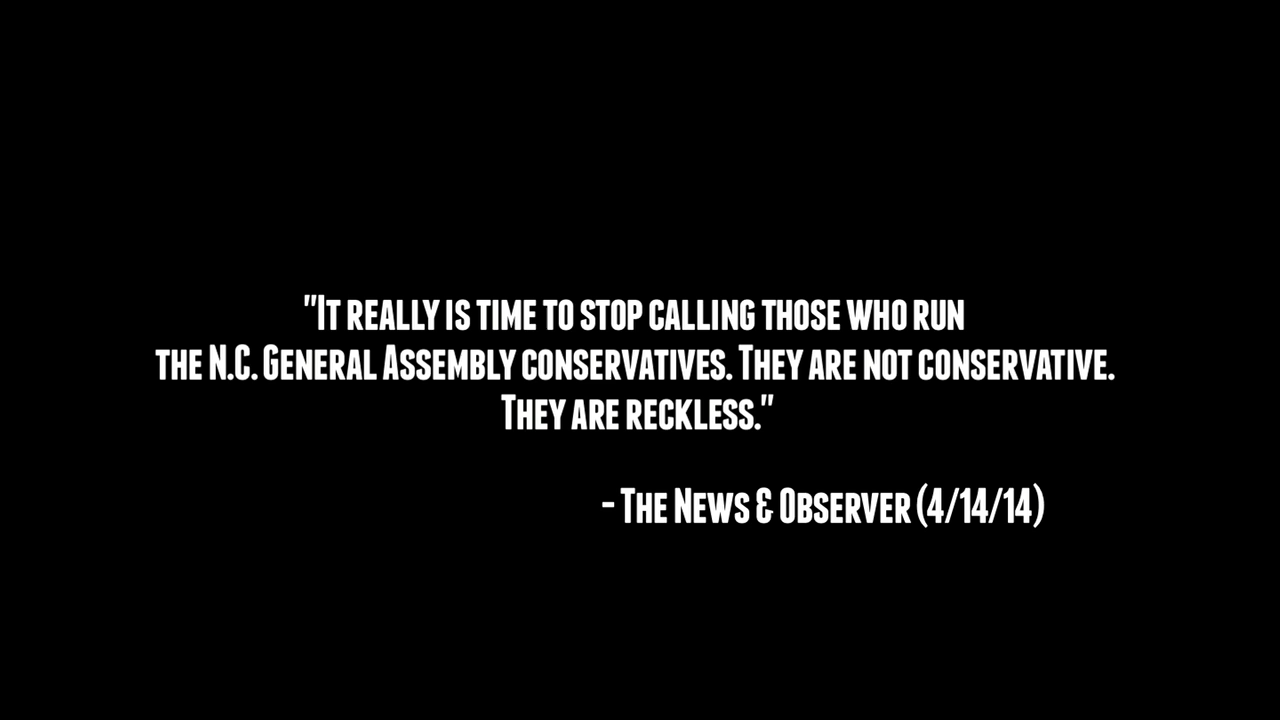 "It really is time to stop calling those who run
the N.C. General Assembly conservatives. They are not conservative.
They are reckless."
- The News & Observer (4/14/14)